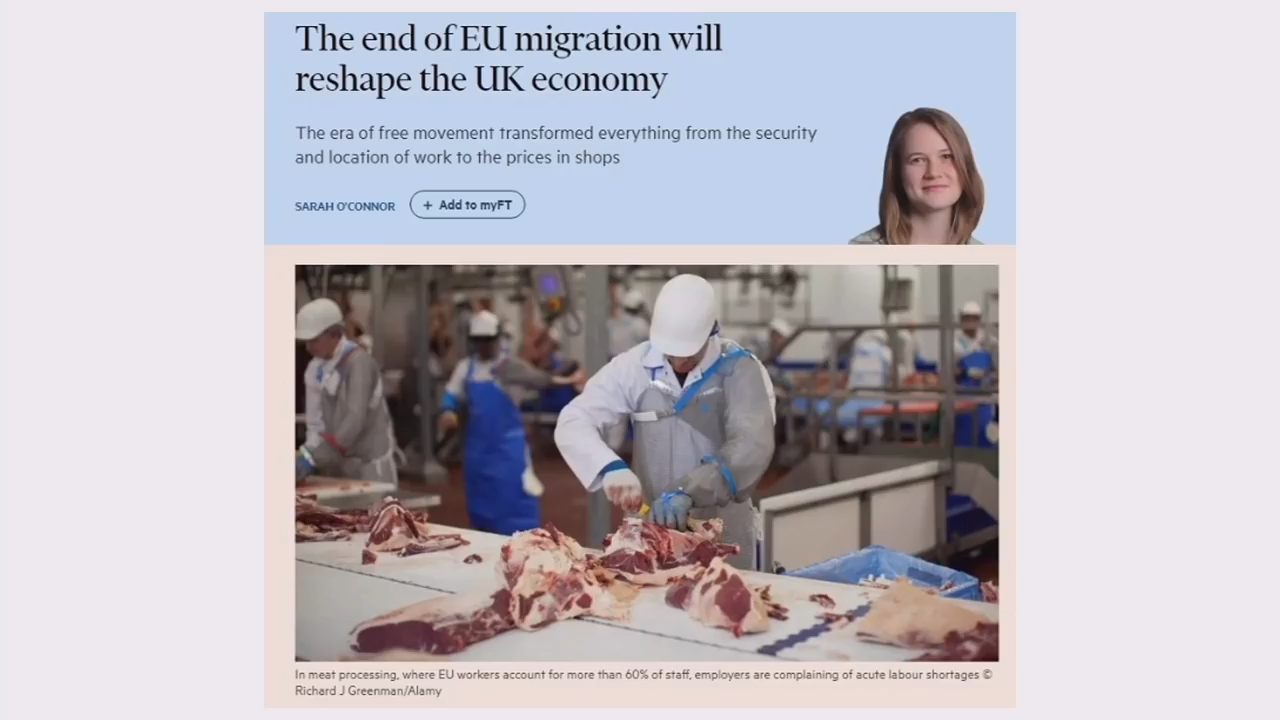 The end of EU migration will
reshape the UK economy
The era of free movement transformed everything from the security
and location of work to the prices in shops
SARAH O'CONNOR
+ Add to myFT
In meat processing, where EU workers account for more than 60% of staff, employers are complaining of acute labour shortages ©
Richard J Greenman/Alamy